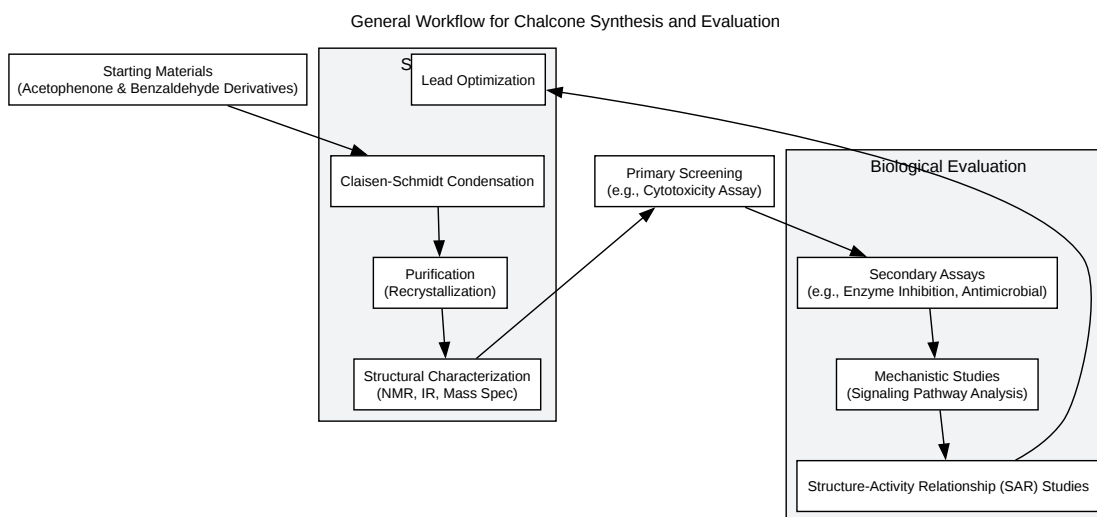 General Workflow for Chalcone Synthesis and Evaluation
Starting Materials
(Acetophenone & Benzaldehyde Derivatives)
S
Lead Optimization
Claisen-Schmidt Condensation
Purification
(Recrystallization)
Structural Characterization
(NMR, IR, Mass Spec)
Primary Screening
(e.g., Cytotoxicity Assay)
Biological Evaluation
Secondary Assays
(e.g., Enzyme Inhibition, Antimicrobial)
Mechanistic Studies
(Signaling Pathway Analysis)
Structure-Activity Relationship (SAR) Studies